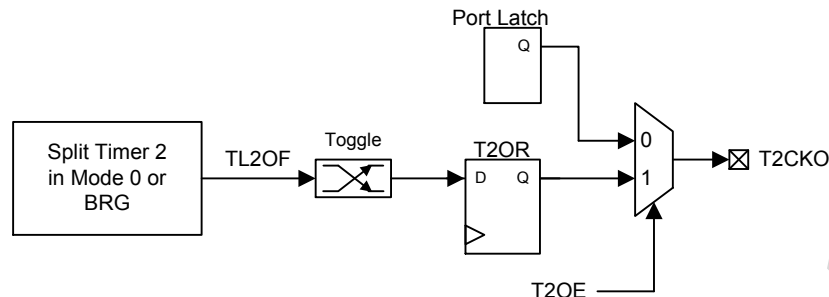 Port Latch
Q
Split Timer 2
in Mode 0 or
BRG
TL2OF
Toggle
T2OR
D
Q
0
1
T2CKO
T2OE